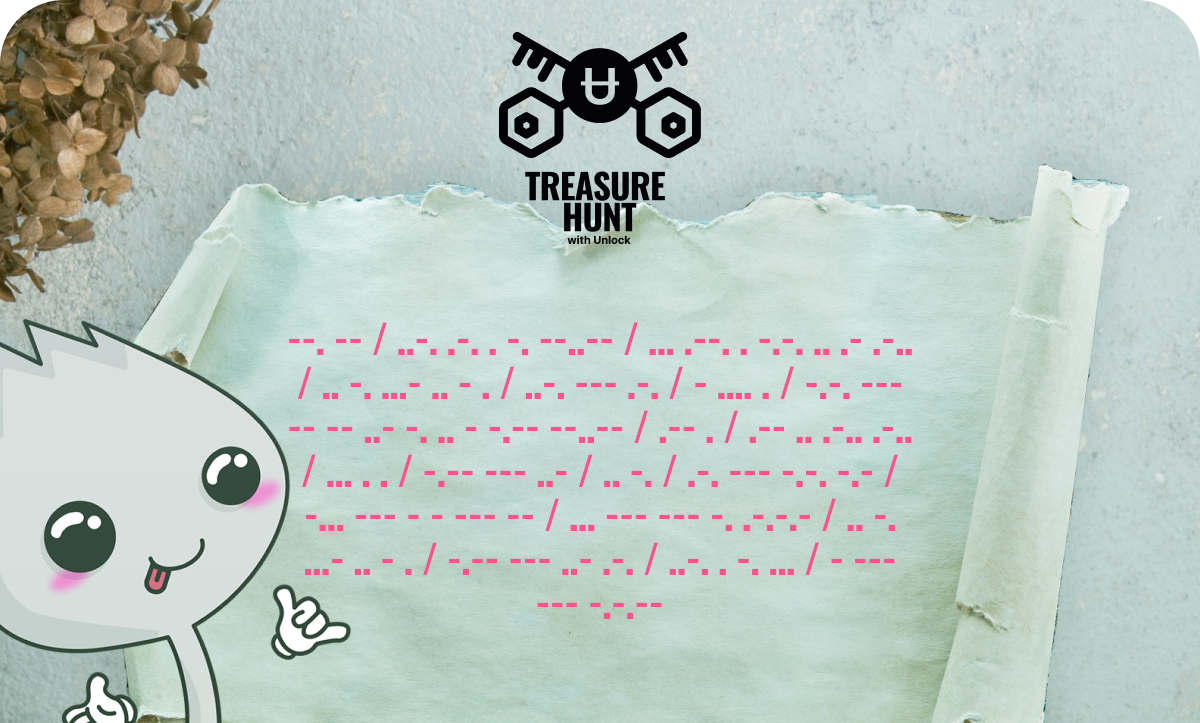 TREASURE
HUNT
with Unlock
--. -- / ..-. .-. . -. --..-- / ... .--. . -.-. .. .- .-..
/ .. -. ...- .. - . / ..-. --- .-. / - .... . / -.-. ---
-- -- ..- -. .. - -.-- --..-- / .-- . / .-- .. .-.. .-..
/ ... . . / -.-- --- ..- / .. -. / .-. --- -.-. -.- /
-... --- - - --- -- / ... --- --- -. .-.-.- / .. -.
...- .. - . / -.-- --- ..- .-. / ..-. . -. ... / - ---
--- -.-.--